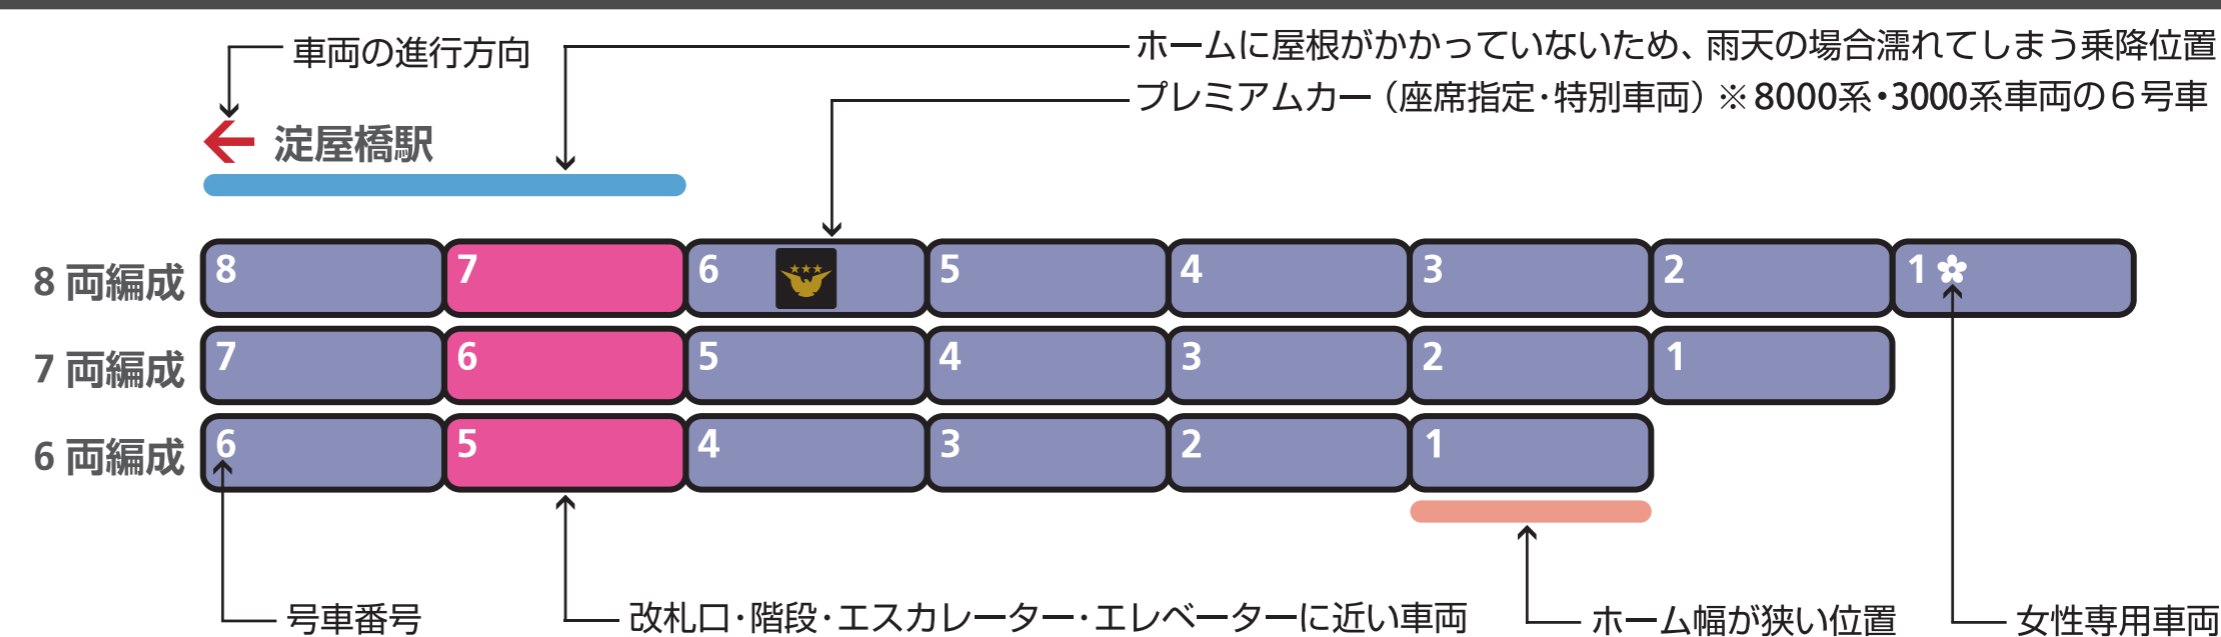 車両の進行方向
ホームに屋根がかかっていないため、雨天の場合濡れてしまう乗降位置
プレミアムカー（座席指定・特別車両）※8000系・3000系車両の６号車
淀屋橋駅
8 両編成 8 7 6 5 4 3 2 1
7 両編成 7 6 5 4 3 2 1
6 両編成 6 5 4 3 2 1
号車番号
改札口・階段・エスカレーター・エレベーターに近い車両
ホーム幅が狭い位置
女性専用車両